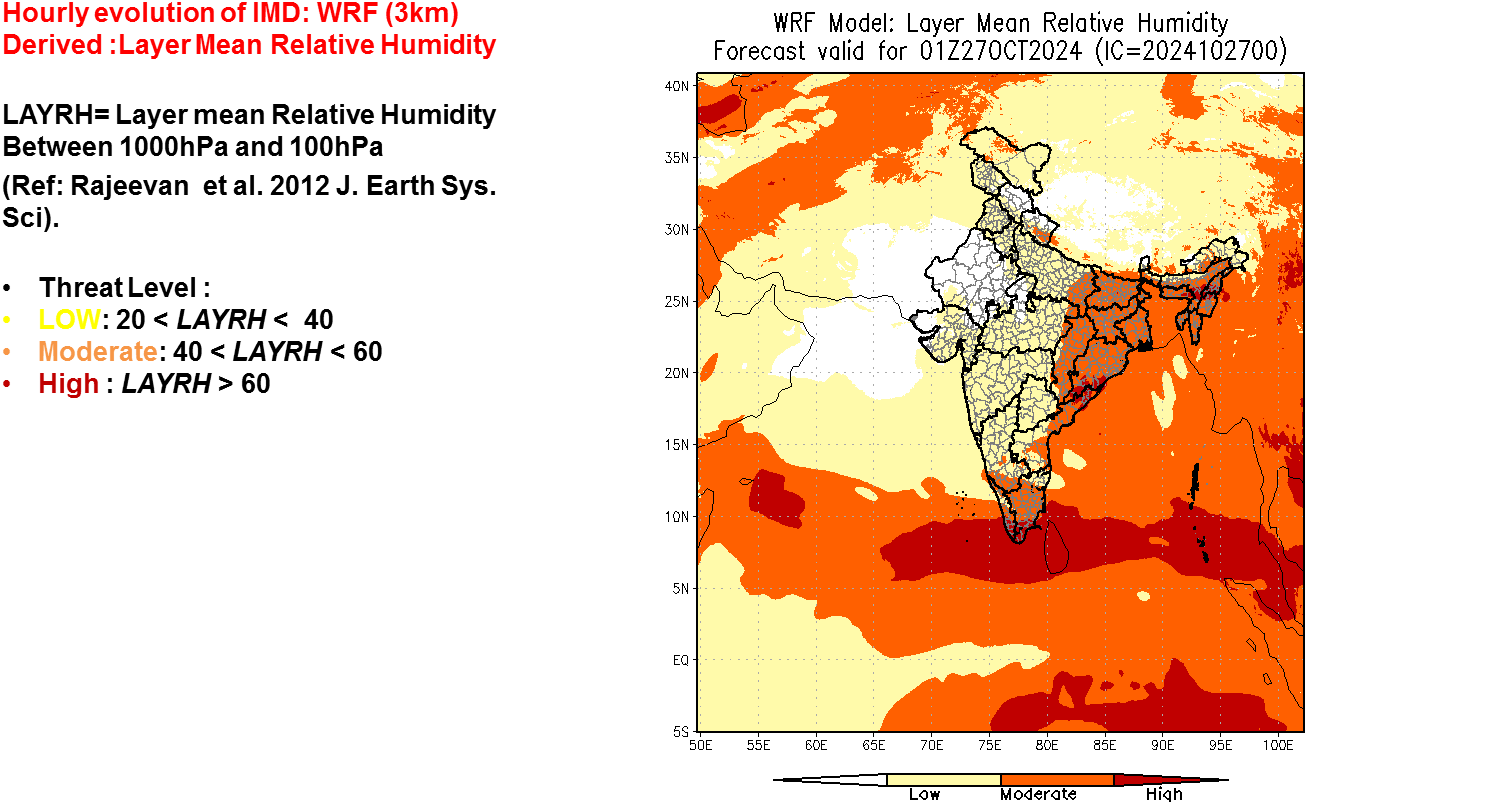 Hourly evolution of IMD: WRF (3km)
Derived :Layer Mean Relative Humidity
LAYRH= Layer mean Relative Humidity
Between 1000hPa and 100hPa
(Ref: Rajeevan et al. 2012 J. Earth Sys.
Sci).
• Threat Level :
• LOW: 20 < LAYRH < 40
• Moderate: 40 < LAYRH < 60
• High : LAYRH > 60
WRF Model: Layer Mean Relative Humidity
Forecast valid for 01Z27OCT2024 (IC=2024102700)
40N
35N
30N
25N
20N
15N
10N
5N
EQ
5S
50E 55E 60E 65E 70E 75E 80E 85E 90E 95E 100E
Low Moderate High